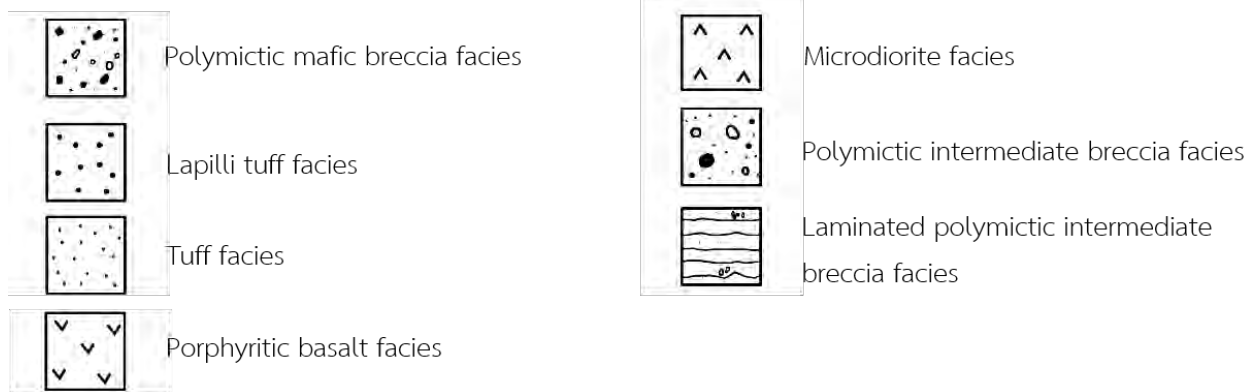 Polymictic mafic breccia facies
Lapilli tuff facies
Tuff facies
Porphyritic basalt facies
Microdiorite facies
Polymictic intermediate breccia facies
Laminated polymictic intermediate
breccia facies